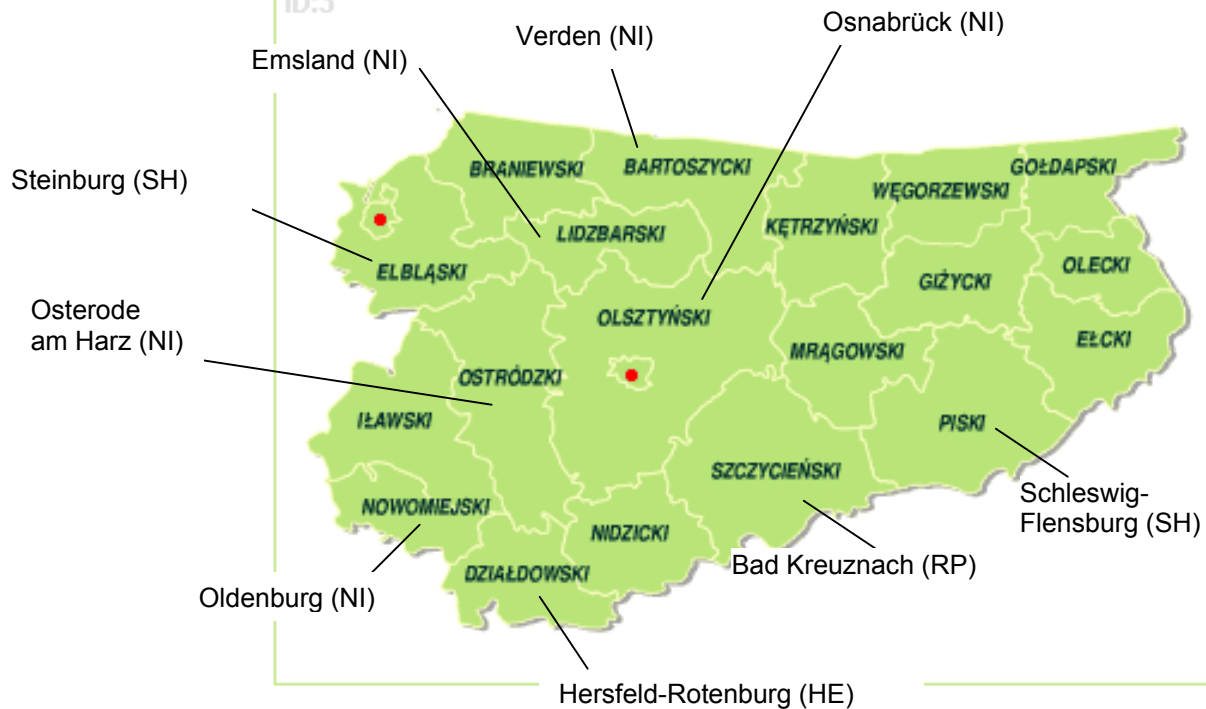 ID:5
Osnabrück (NI)
Verden (NI)
Emsland (NI)
Steinburg (SH)
Osterode
am Harz (NI)
BRANIEWSKI
BARTOSZYCKI
GOŁDAPSKI
WĘGORZEWSKI
KĘTRZYŃSKI
LIDZBARSKI
ELBLĄSKI
OLECKI
GIŻYCKI
OLSZTYŃSKI
EŁCKI
MRĄGOWSKI
OSTRÓDZKI
IŁAWSKI
PISKI
SZCZYCIEŃSKI
NOWOMIEJSKI
NIDZICKI
DZIAŁDOWSKI
Schleswig-
Flensburg (SH)
Bad Kreuznach (RP)
Oldenburg (NI)
Hersfeld-Rotenburg (HE)